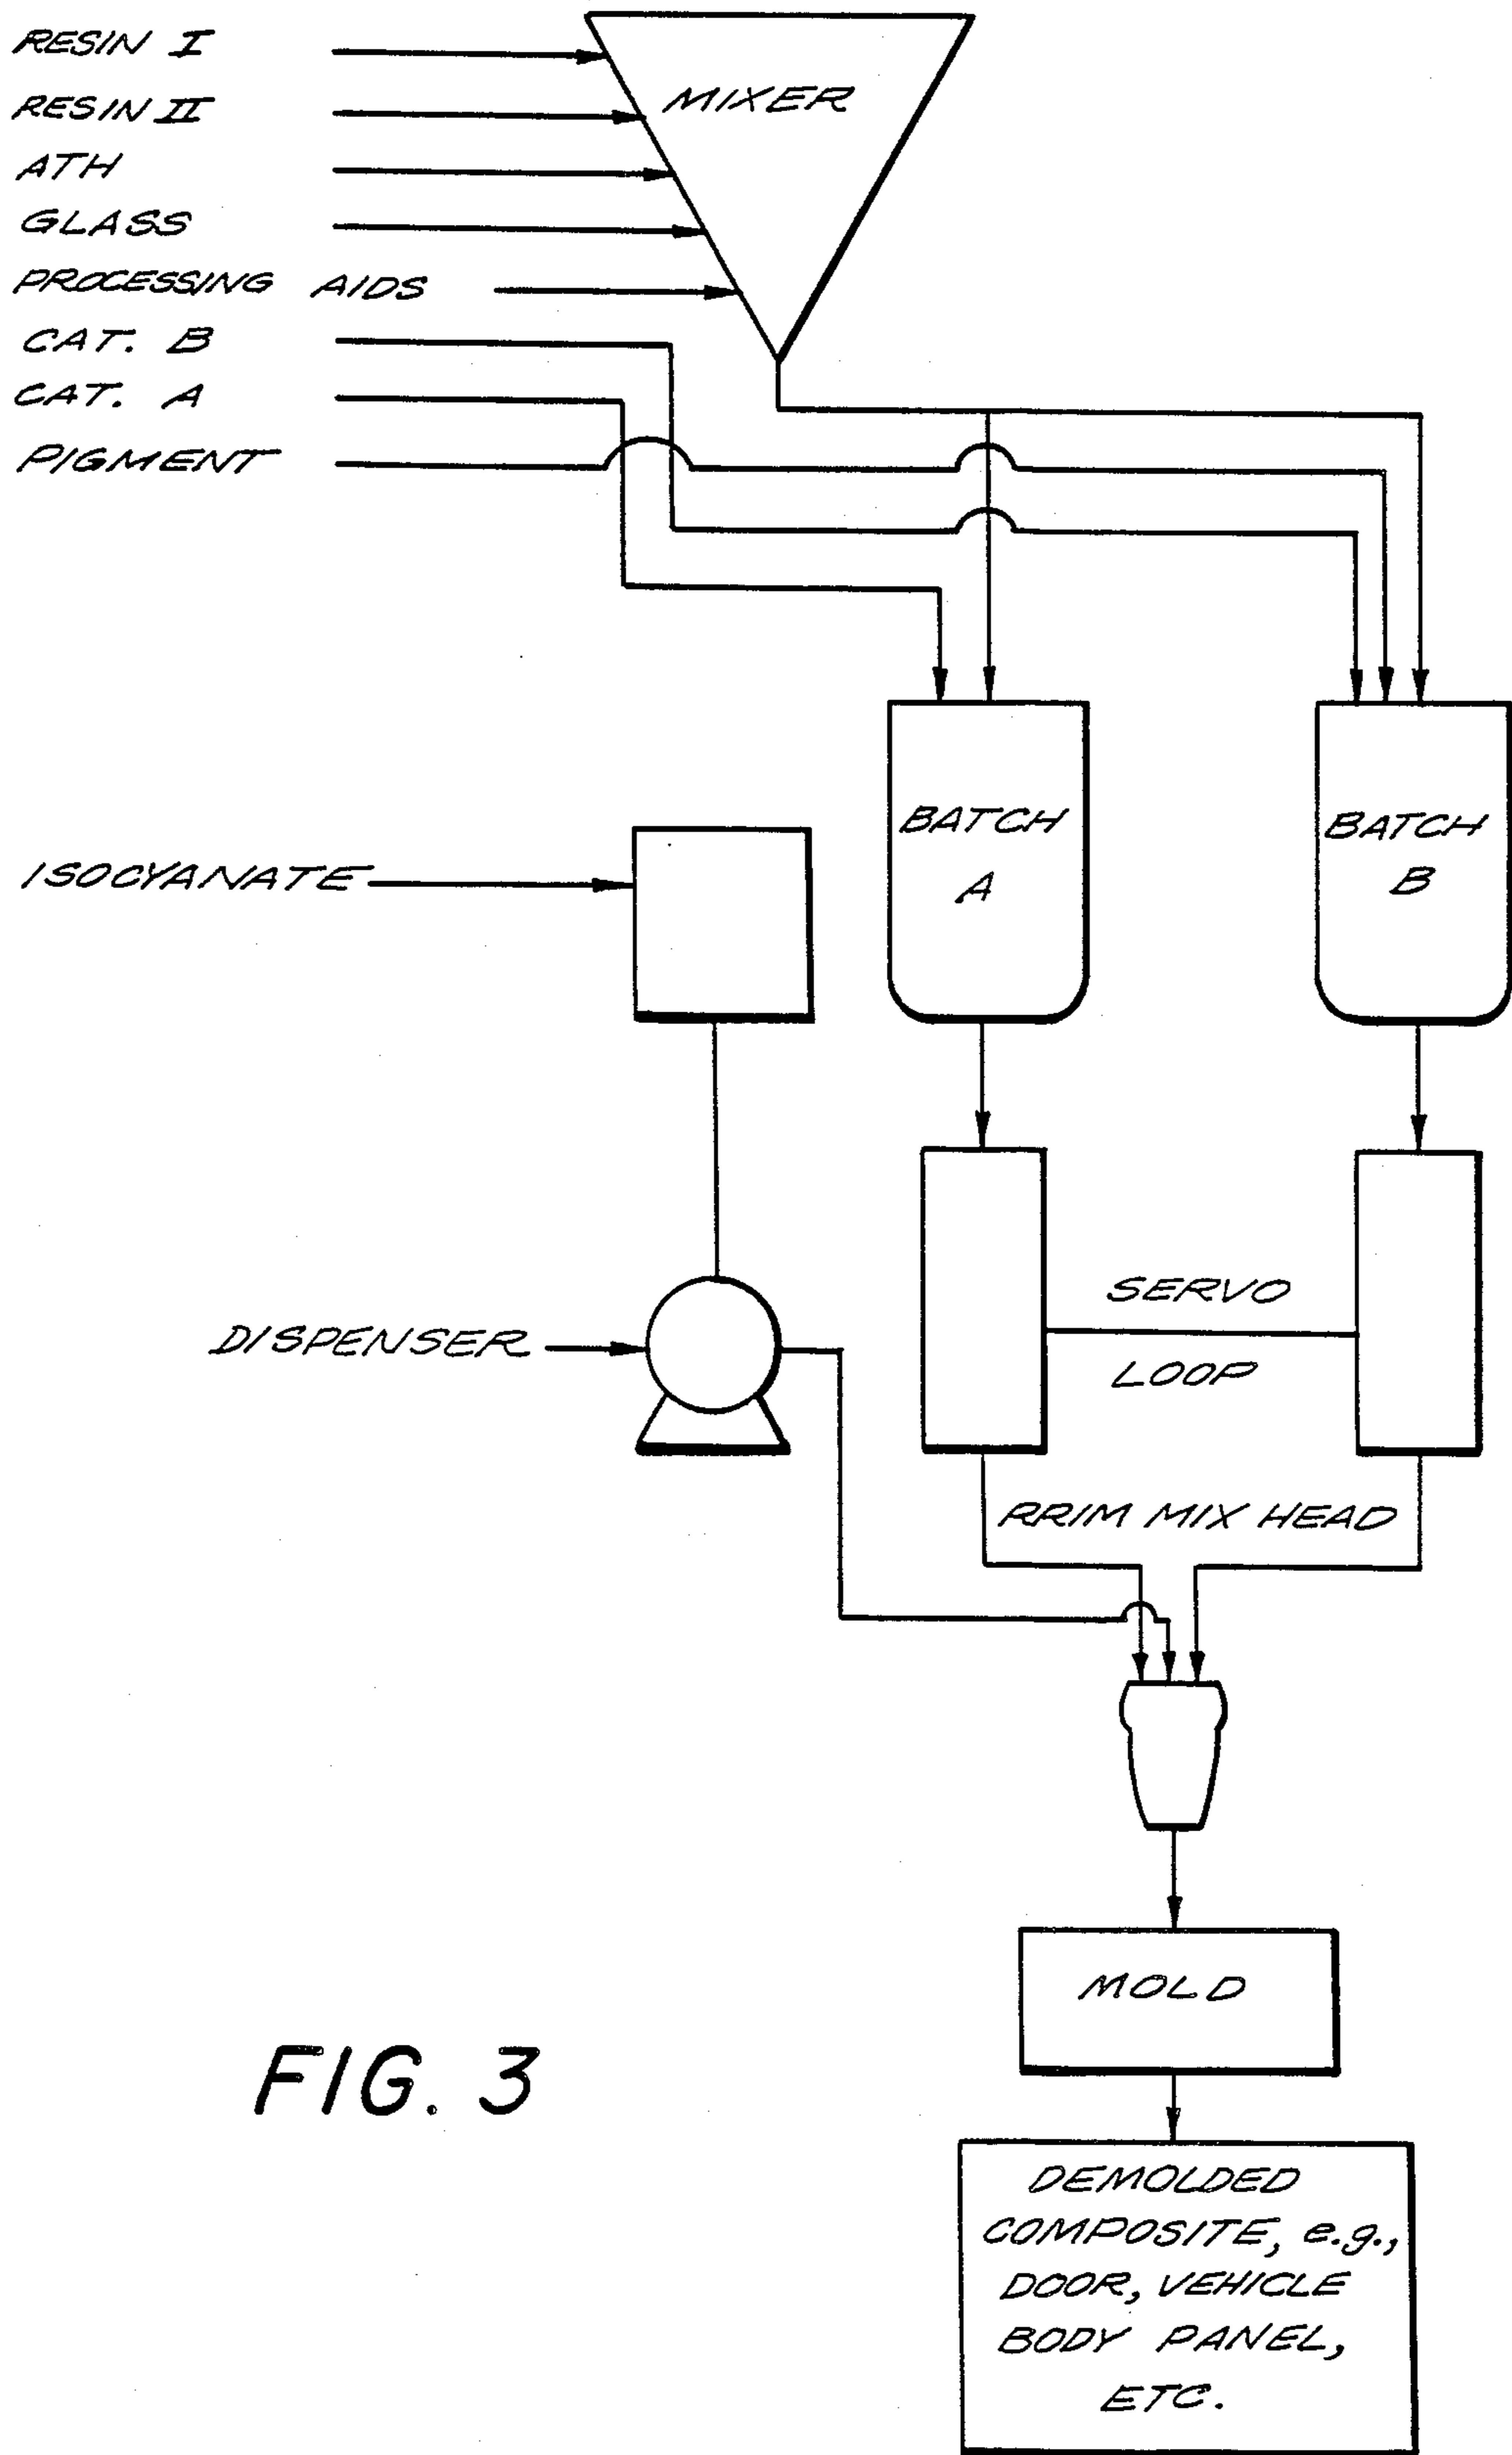 RESIN I
MIXER
RESIN II
ATH
GLASS
PROCESSING AIDS
CAT. B
CAT. A
PIGMENT
BATCH
A
BATCH
B
ISOCYANATE
SERVO
LOOP
DISPENSER
RRIM MIX HEAD
MOLD
FIG. 3
DEMOLDED
COMPOSITE, e.g.,
DOOR, VEHICLE
BODY PANEL,
ETC.